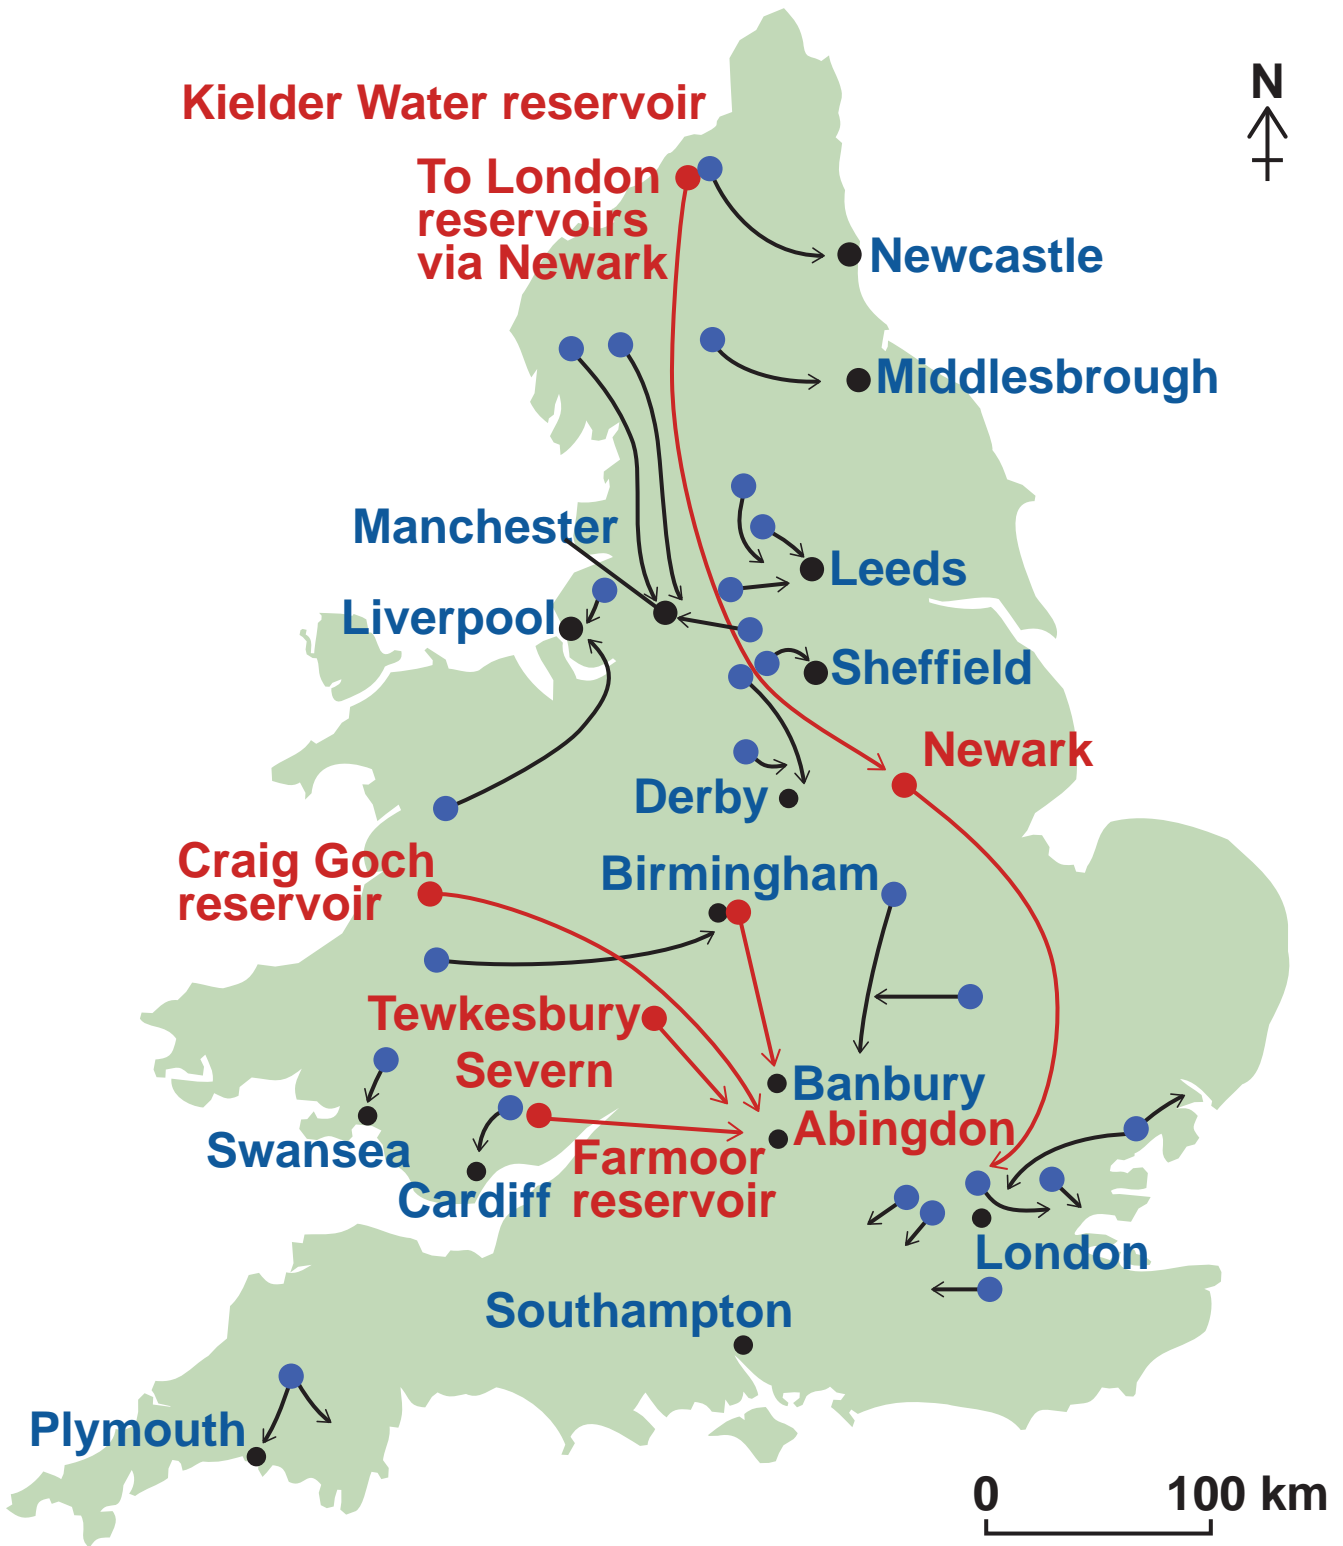 N
Kielder Water reservoir
To London
reservoirs
via Newark
Newcastle
Middlesbrough
Manchester
Leeds
Liverpool
Sheffield
Newark
Derby
Craig Goch
reservoir
Birmingham
Tewkesbury
Severn
Banbury
Abingdon
Swansea
Farmoor
reservoir
Cardiff
London
Southampton
Plymouth
0
100 km